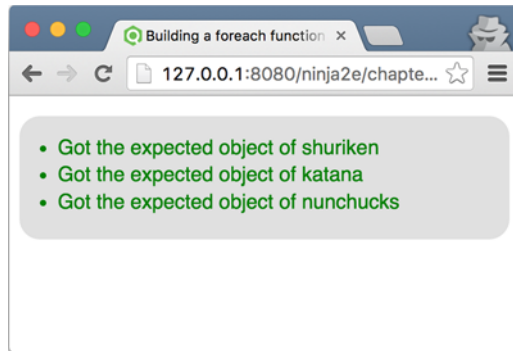 Building a foreach function
127.0.0.1:8080/ninja2e/chapte...
Got the expected object of shuriken
Got the expected object of katana
Got the expected object of nunchucks